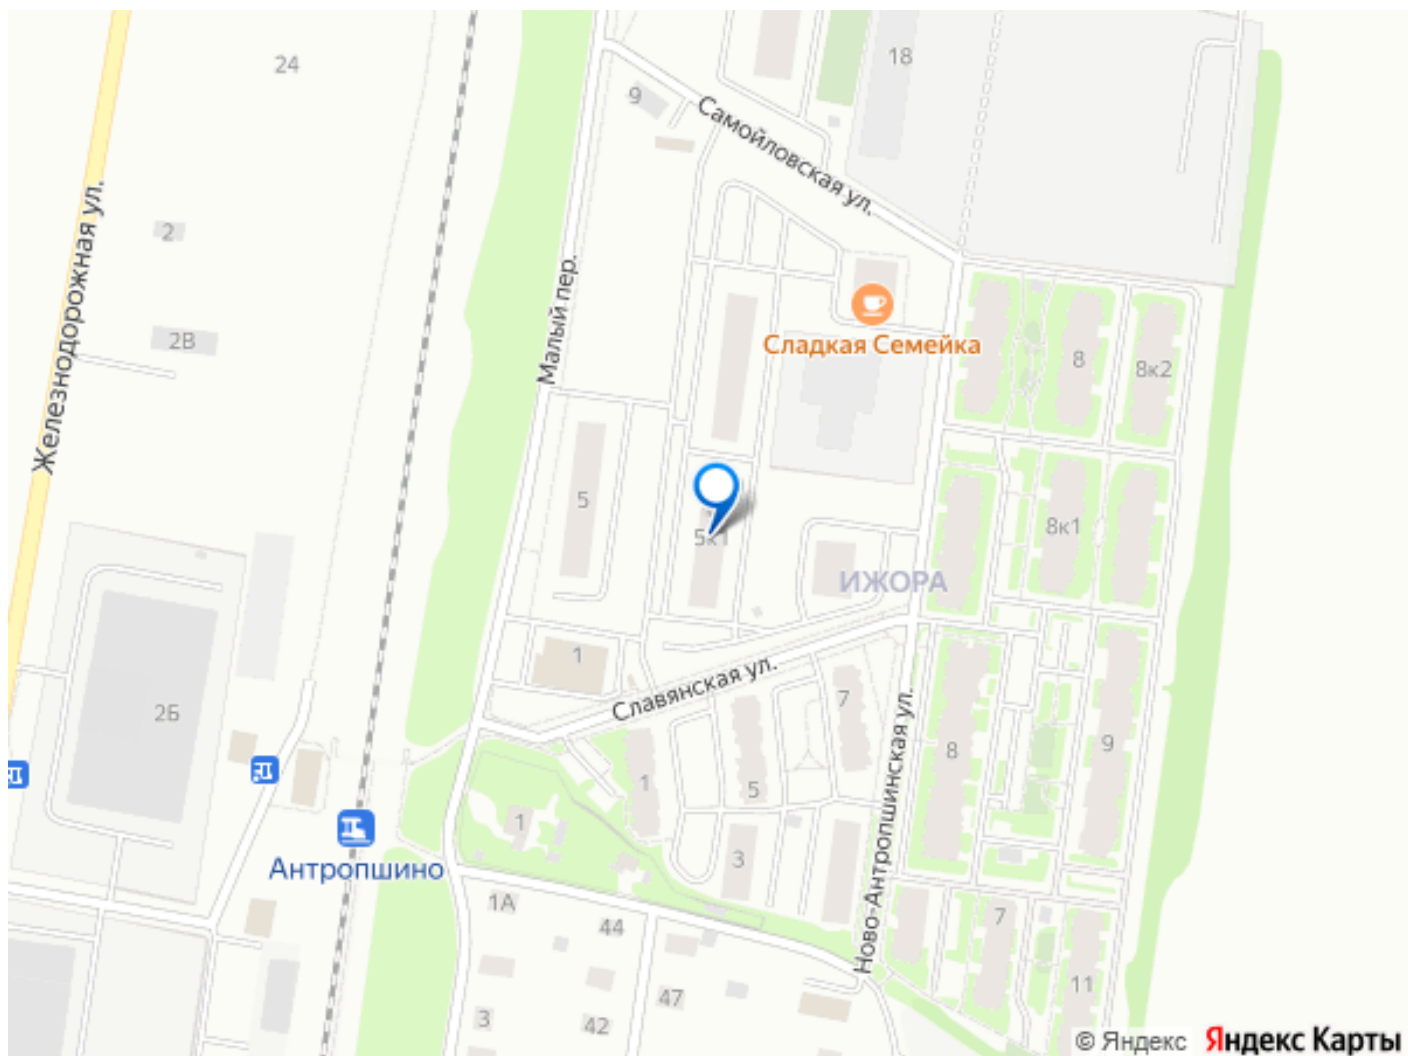 24
18
9
Самойловская ул.
Железнодорожная ул.
2
Малый пер.
2В
Сладкая Семейка
8
8к2
5
5к1
8к1
ИЖОРА
1
Славянская ул.
7
2Б
Ново-Антропшинская ул.
8
9
1
5
1
3
Антропшино
1А
44
7
47
11
3
42
© Яндекс Яндекс Карты